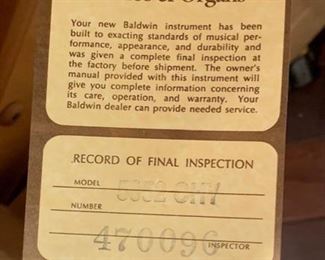 Organs
Your new Baldwin instrument has been
built to exacting standards of musical per-
formance, appearance, and durability and
was given a complete final inspection at
the factory before shipment. The owner's
manual provided with this instrument will
give you complete information concerning
its care, operation, and warranty. Your
Baldwin dealer can provide needed service.
RECORD OF FINAL INSPECTION
MODEL
NUMBER
470096
INSPECTOR